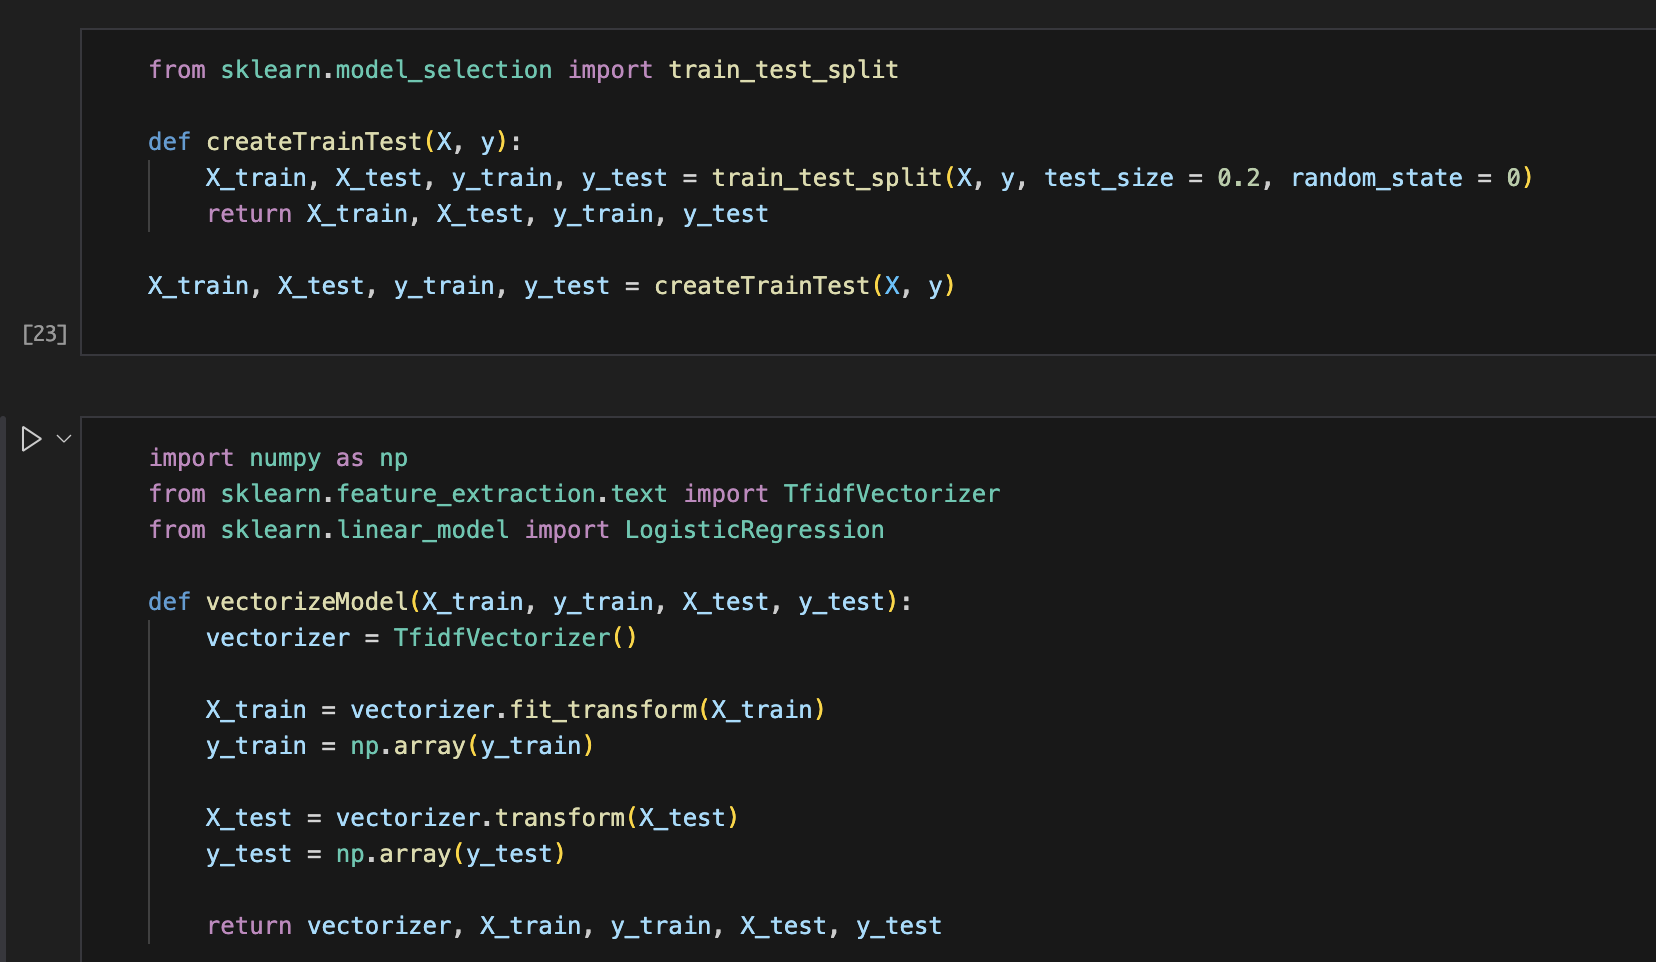 from sklearn.model_selection import train_test_split
def createTrainTest(X, y):
X_train, X_test, y_train, y_test = train_test_split(X, y, test_size = 0.2, random_state = 0)
return X_train, X_test, y_train, y_test
X_train, X_test, y_train, y_test = createTrainTest(X, y)
[23]
import numpy as np
from sklearn.feature_extraction.text import TfidfVectorizer
from sklearn.linear_model import LogisticRegression
def vectorizeModel(X_train, y_train, X_test, y_test):
vectorizer = TfidfVectorizer()
X_train = vectorizer.fit_transform(X_train)
y_train = np.array(y_train)
X_test = vectorizer.transform(X_test)
y_test = np.array(y_test)
return vectorizer, X_train, y_train, X_test, y_test